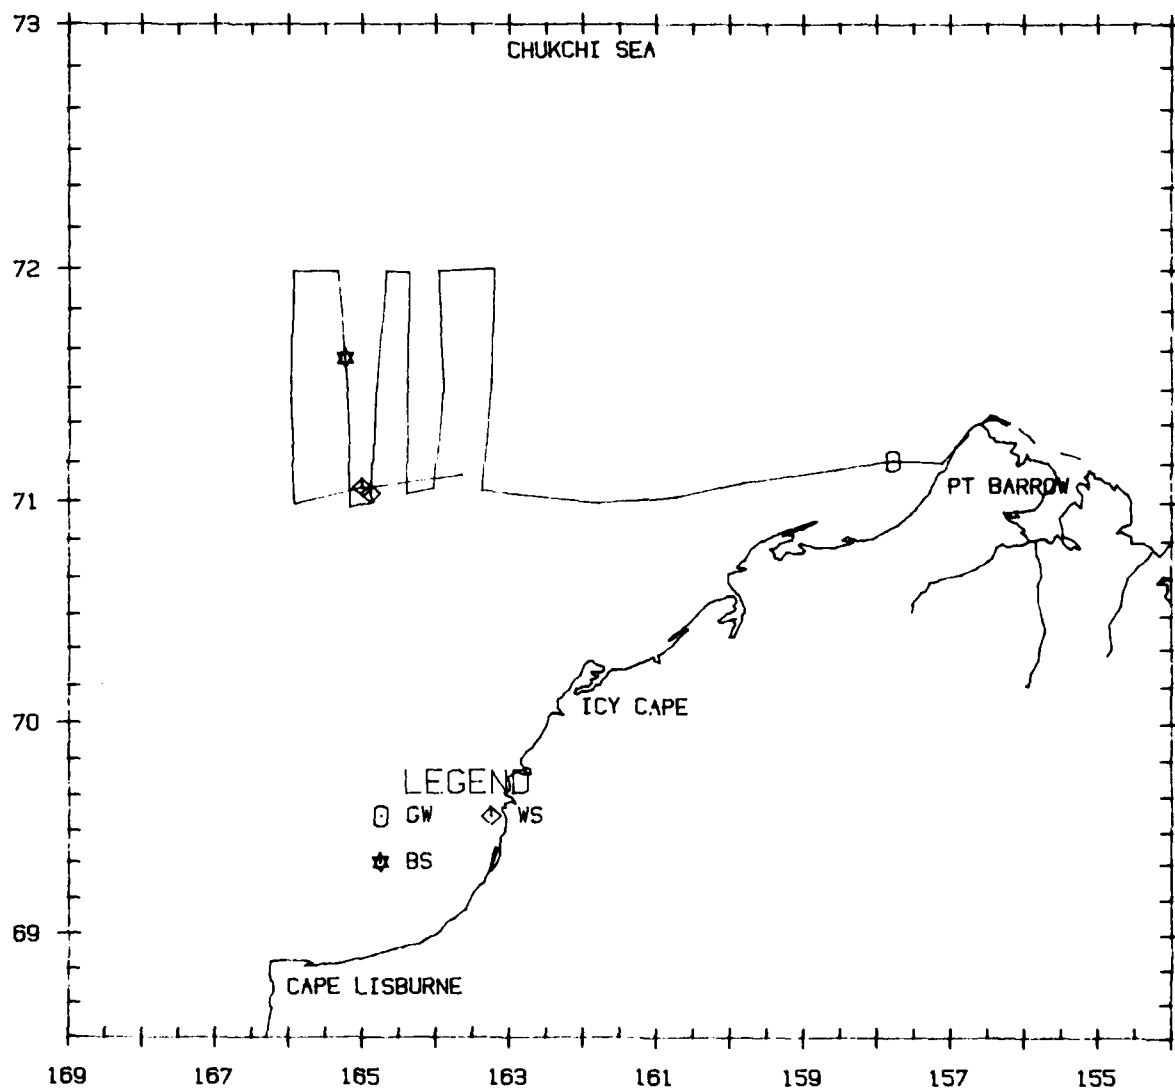 73
CHUKCHI SEA
72
71
PT BARROW
ICY CAPE
70
LEGEND
GW WS
BS
69
CAPE LISBURNE
169 167 165 163 161 159 157 155